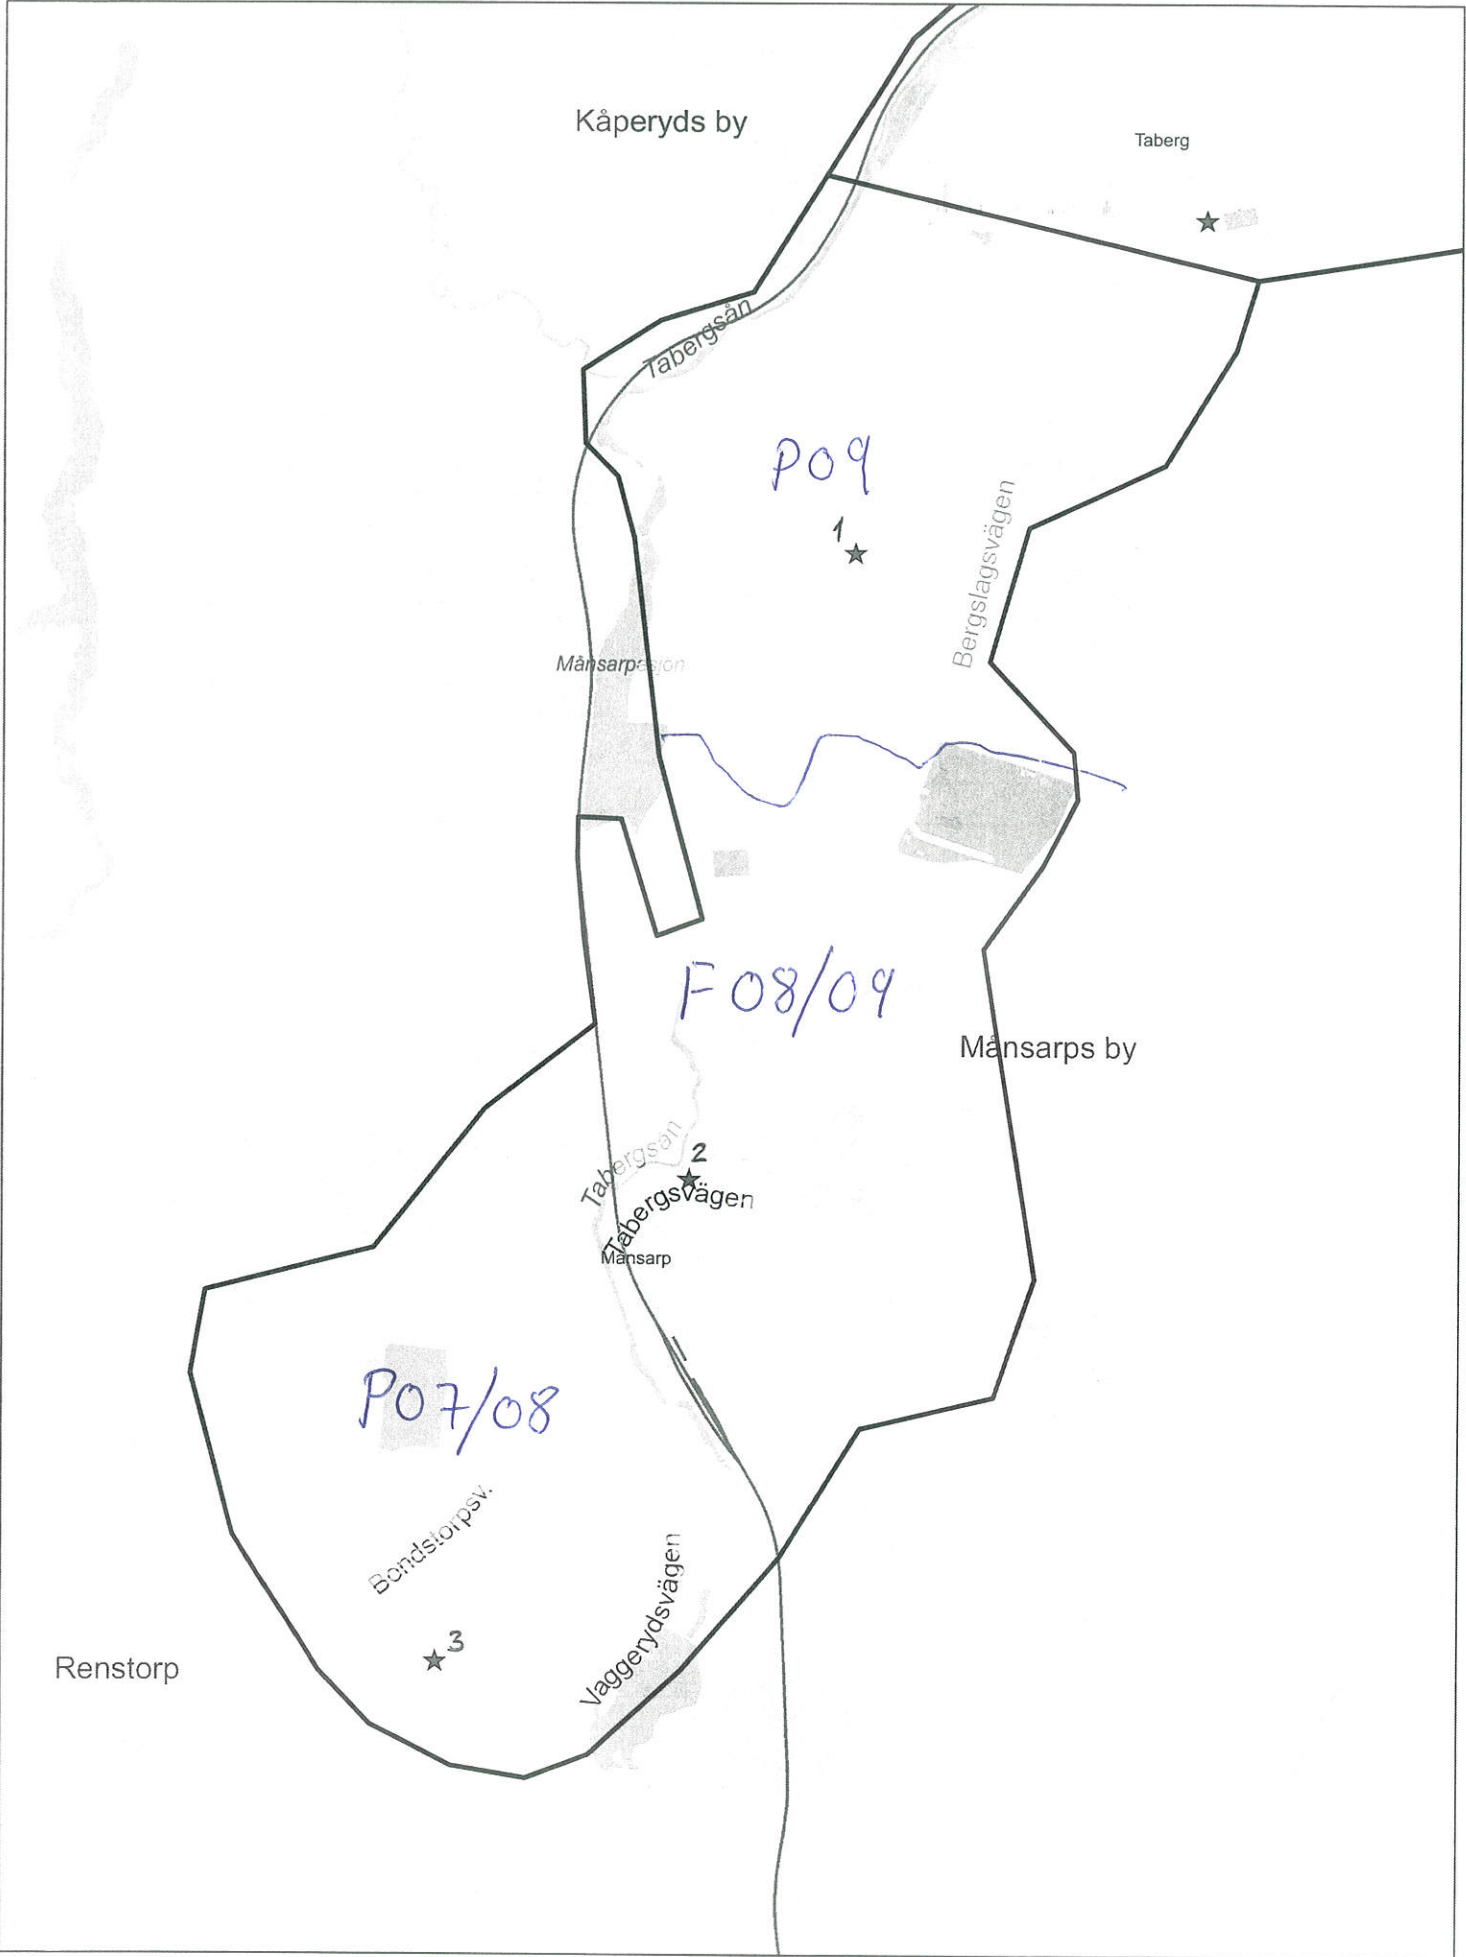 Kåperyds by
Taberg
Tabergsån
P09
1
Bergslagsvägen
Månsarpasjön
F08/09
Månsarps by
Tabergsån
2
Tabergsvägen
Månsarp
P07/08
Bondstorpsv.
Vaggerydsvägen
3
Renstorp